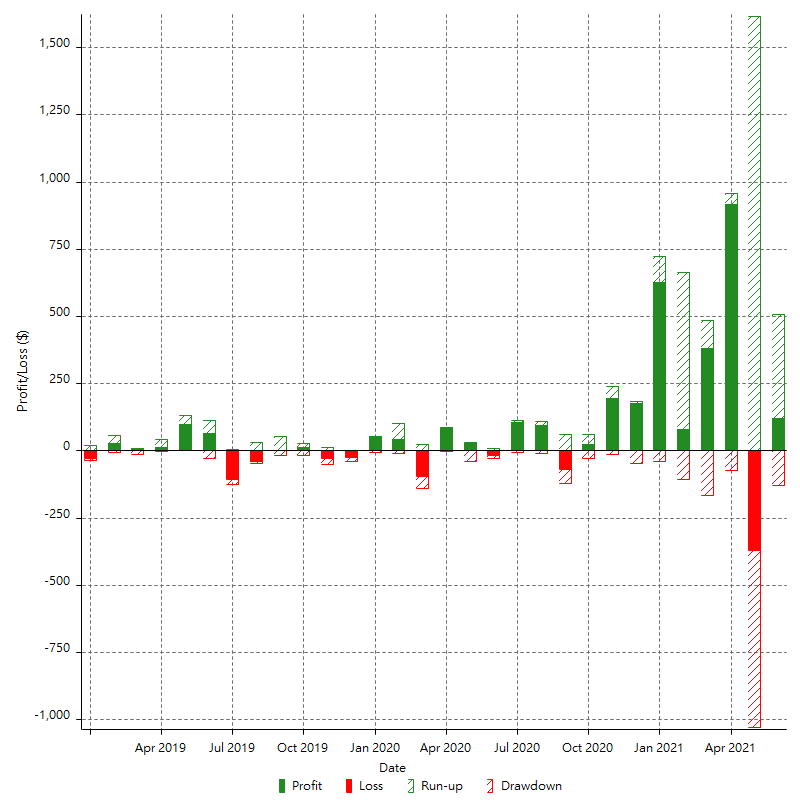 1,500
1,250
1,000
750
500
250
0
-250
-500
-750
-1,000
Profit/Loss ($)
Apr 2019 Jul 2019 Oct 2019 Jan 2020 Apr 2020 Jul 2020 Oct 2020 Jan 2021 Apr 2021
Date
Profit Loss Run-up Drawdown